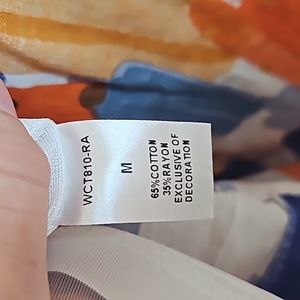 WCT810-RA
M
65%COTTON
35%RAYON
EXCLUSIVE OF
DECORATION